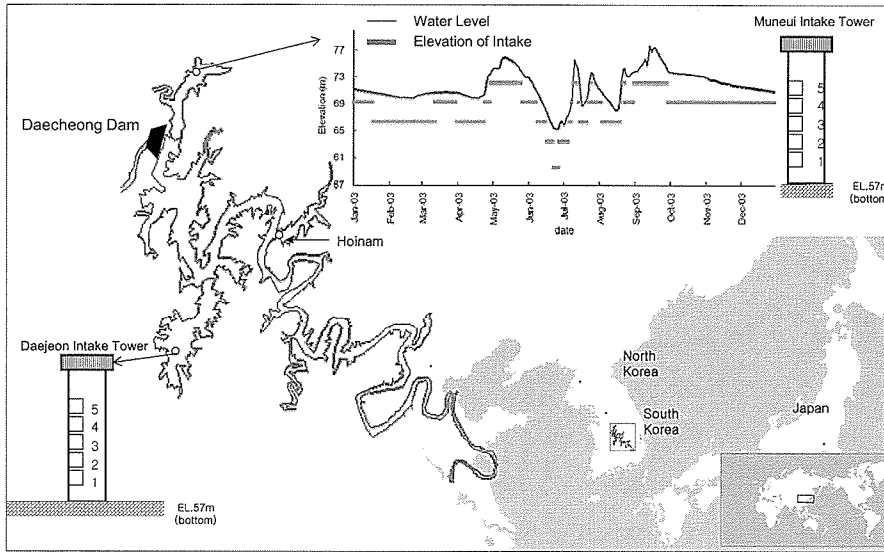 Water Level
Elevation of Intake
Muneui Intake Tower
Elevation (m)
77
73
69
65
61
57
Jan-03
Feb-03
Mar-03
Apr-03
May-03
Jun-03
Jul-03
Aug-03
Sep-03
Oct-03
Nov-03
Dec-03
date
5
4
3
2
1
EL.57m
(bottom)
Daecheong Dam
Hoinam
Daejeon Intake Tower
5
4
3
2
1
EL.57m
(bottom)
North
Korea
South
Korea
Japan